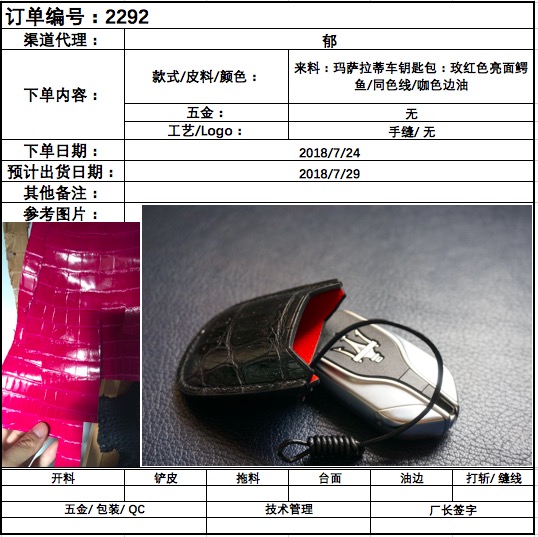 订单编号：2292
渠道代理： 郁
下单内容： 款式/皮料/颜色： 来料：玛萨拉蒂车钥匙包：玫红色亮面鳄
鱼/同色线/咖色边油
五金： 无
工艺/Logo： 手缝/ 无
下单日期： 2018/7/24
预计出货日期： 2018/7/29
其他备注：
参考图片：
开料 铲皮 拖料 台面 油边 打斩/ 缝线
五金/ 包装/ QC 技术管理 厂长签字